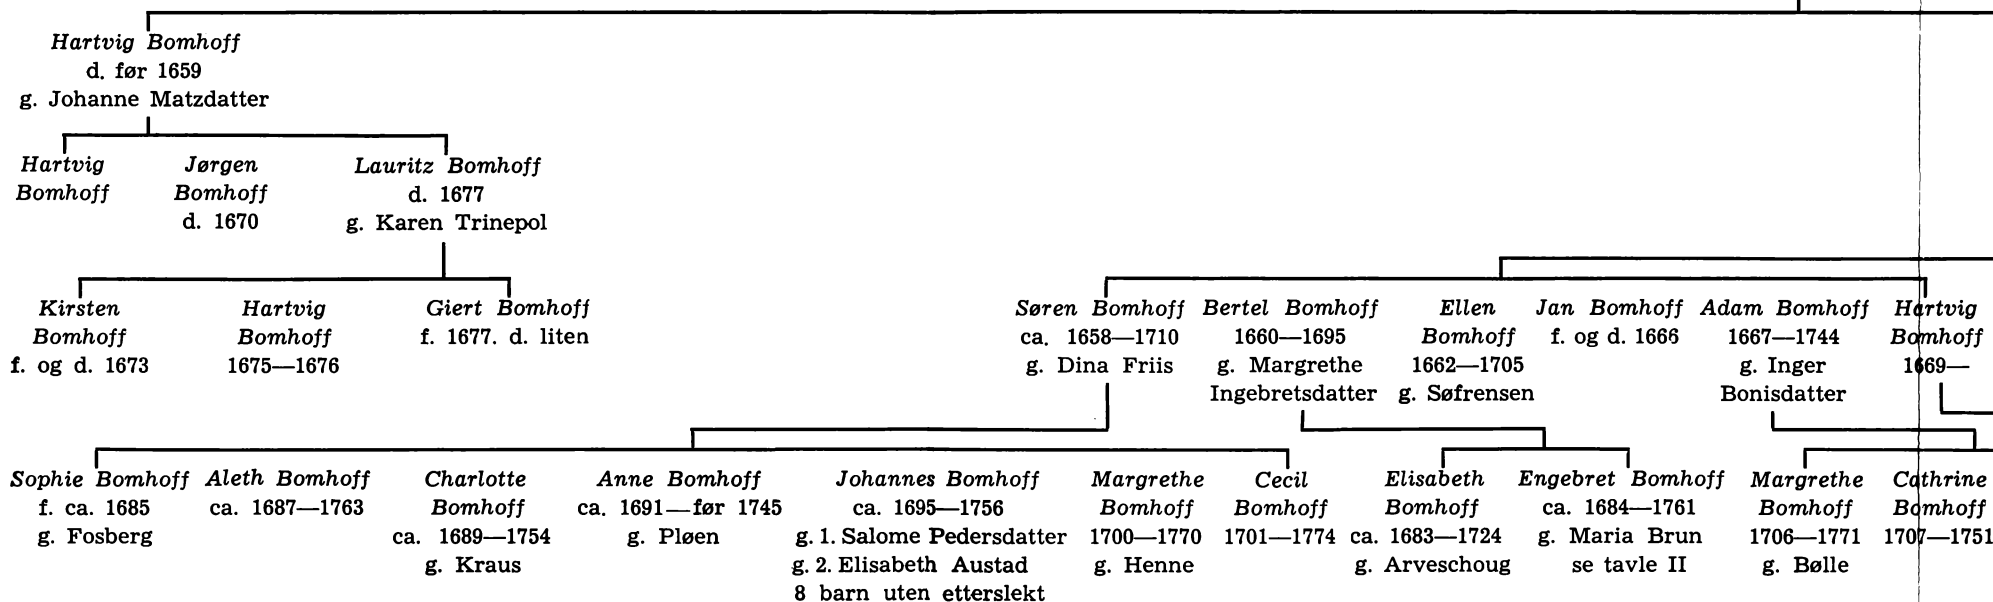 Hartvig Bomhoff
d. før 1659
g. Johanne Matzdatter
Hartvig
Bomhoff
Jørgen
Bomhoff
d. 1670
Lauritz Bomhoff
d. 1677
g. Karen Trinepol
Kirsten
Bomhoff
f. og d. 1673
Hartvig
Bomhoff
1675—1676
Giert Bomhoff
f. 1677. d. liten
Søren Bomhoff
ca. 1658—1710
g. Dina Friis
Bertel Bomhoff
1660—1695
g. Margrethe
Ingebretsdatter
Ellen
Bomhoff
1662—1705
g. Søfrensen
Jan Bomhoff
f. og d. 1666
Adam Bomhoff
1667—1744
g. Inger
Bonisdatter
Hartvig
Bomhoff
1669—
Sophie Bomhoff
f. ca. 1685
g. Fosberg
Aleth Bomhoff
ca. 1687—1763
Charlotte
Bomhoff
ca. 1689—1754
g. Kraus
Anne Bomhoff
ca. 1691—før 1745
g. Pløen
Johannes Bomhoff
ca. 1695—1756
g. 1. Salome Pedersdatter
g. 2. Elisabeth Austad
8 barn uten etterslekt
Margrethe
Bomhoff
1700—1770
g. Henne
Cecil
Bomhoff
1701—1774
Elisabeth
Bomhoff
ca. 1683—1724
g. Arveschoug
Engebret Bomhoff
ca. 1684—1761
g. Maria Brun
se tavle II
Margrethe
Bomhoff
1706—1771
g. Bølle
Cathrine
Bomhoff
1707—1751